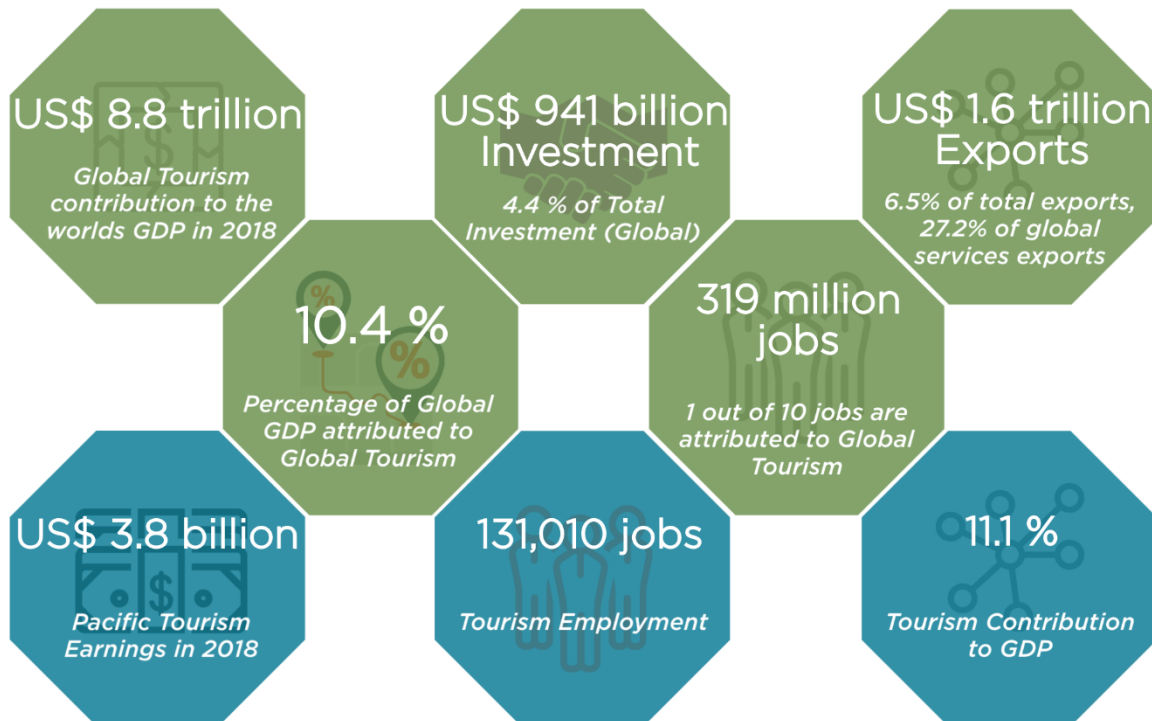 US$ 8.8 trillion
Global Tourism
contribution to the
worlds GDP in 2018
US$ 941 billion
Investment
4.4 % of Total
Investment (Global)
US$ 1.6 trillion
Exports
6.5% of total exports,
27.2% of global
services exports
10.4 %
Percentage of Global
GDP attributed to
Global Tourism
319 million
jobs
1 out of 10 jobs are
attributed to Global
Tourism
US$ 3.8 billion
Pacific Tourism
Earnings in 2018
131,010 jobs
Tourism Employment
11.1 %
Tourism Contribution
to GDP